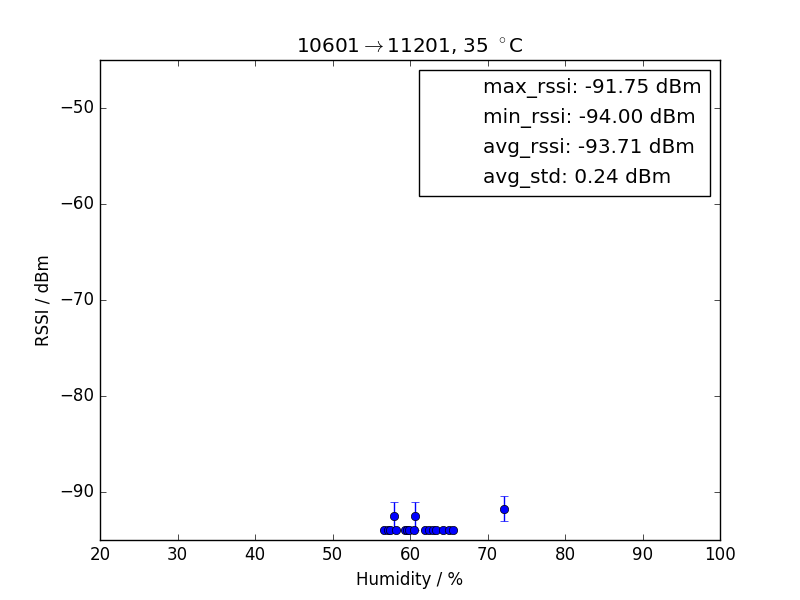 10601→11201, 35 °C
max_rssi: -91.75 dBm
min_rssi: -94.00 dBm
avg_rssi: -93.71 dBm
avg_std: 0.24 dBm
RSSI / dBm
−50
−60
−70
−80
−90
20 30 40 50 60 70 80 90 100
Humidity / %